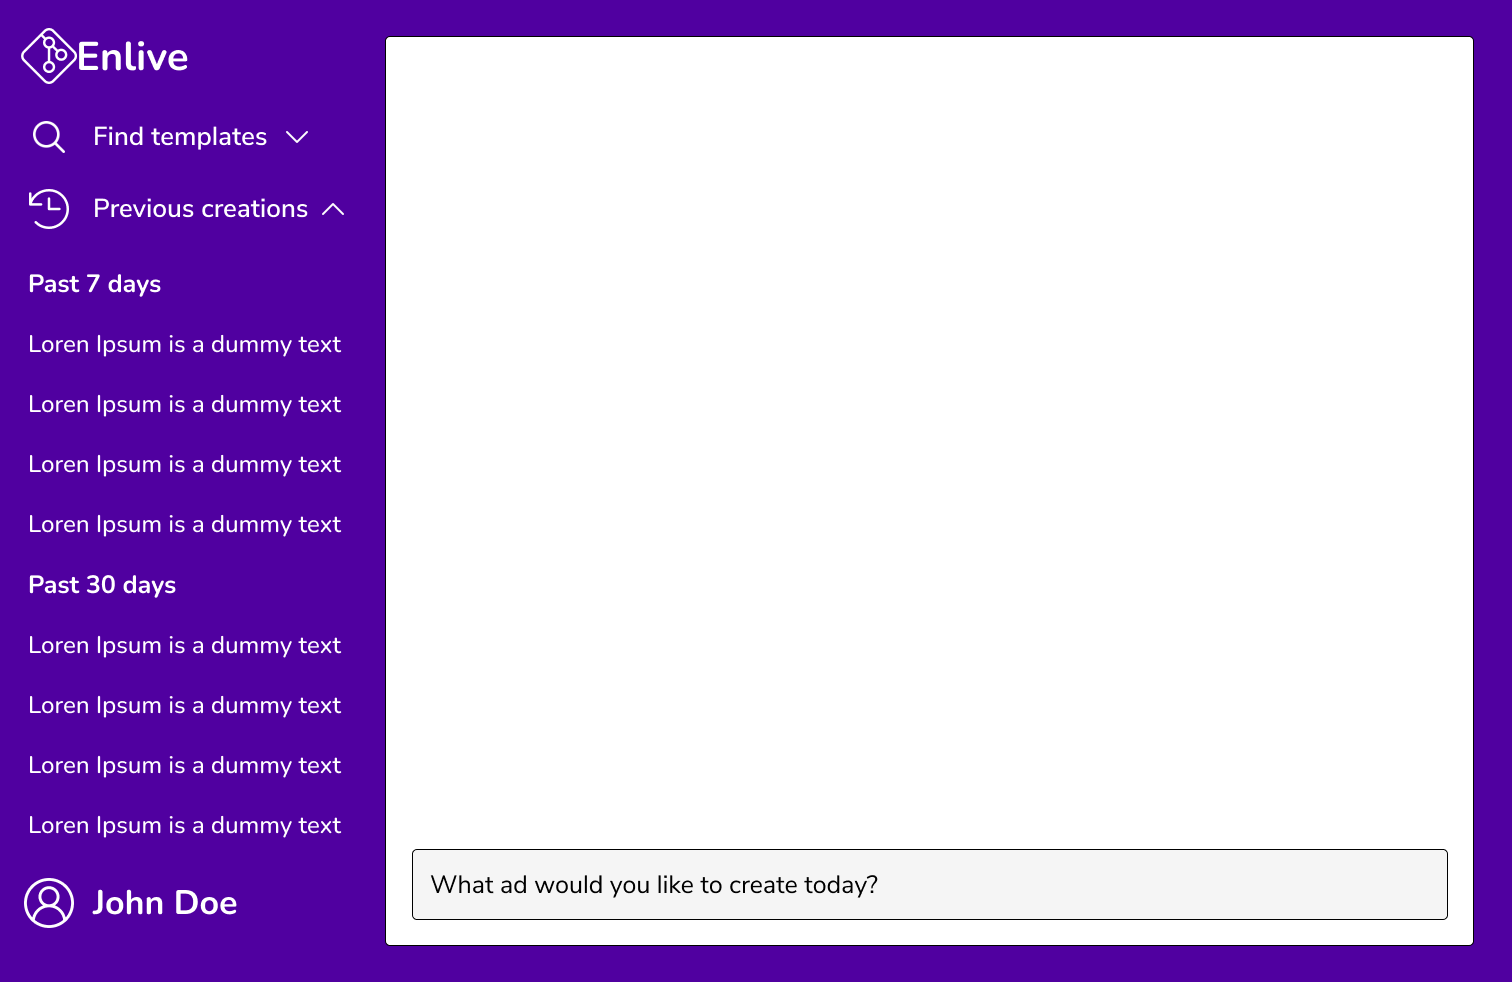 Enlive
Find templates
Previous creations
Past 7 days
Loren Ipsum is a dummy text
Loren Ipsum is a dummy text
Loren Ipsum is a dummy text
Loren Ipsum is a dummy text
Past 30 days
Loren Ipsum is a dummy text
Loren Ipsum is a dummy text
Loren Ipsum is a dummy text
Loren Ipsum is a dummy text
John Doe
What ad would you like to create today?